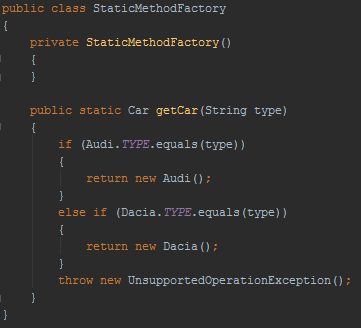 public class StaticMethodFactory
{
    private StaticMethodFactory()
    {
    }

    public static Car getCar(String type)
    {
        if (Audi.TYPE.equals(type))
        {
            return new Audi();
        }
        else if (Dacia.TYPE.equals(type))
        {
            return new Dacia();
        }
        throw new UnsupportedOperationException();
    }
}